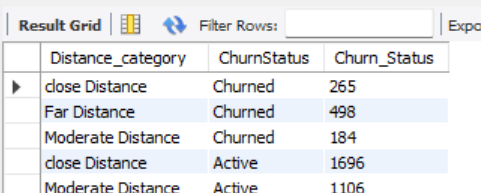 Result Grid Filter Rows: Expo
Distance_category ChurnStatus Churn_Status
close Distance Churned 265
Far Distance Churned 498
Moderate Distance Churned 184
close Distance Active 1696
Moderate Distance Active 1106